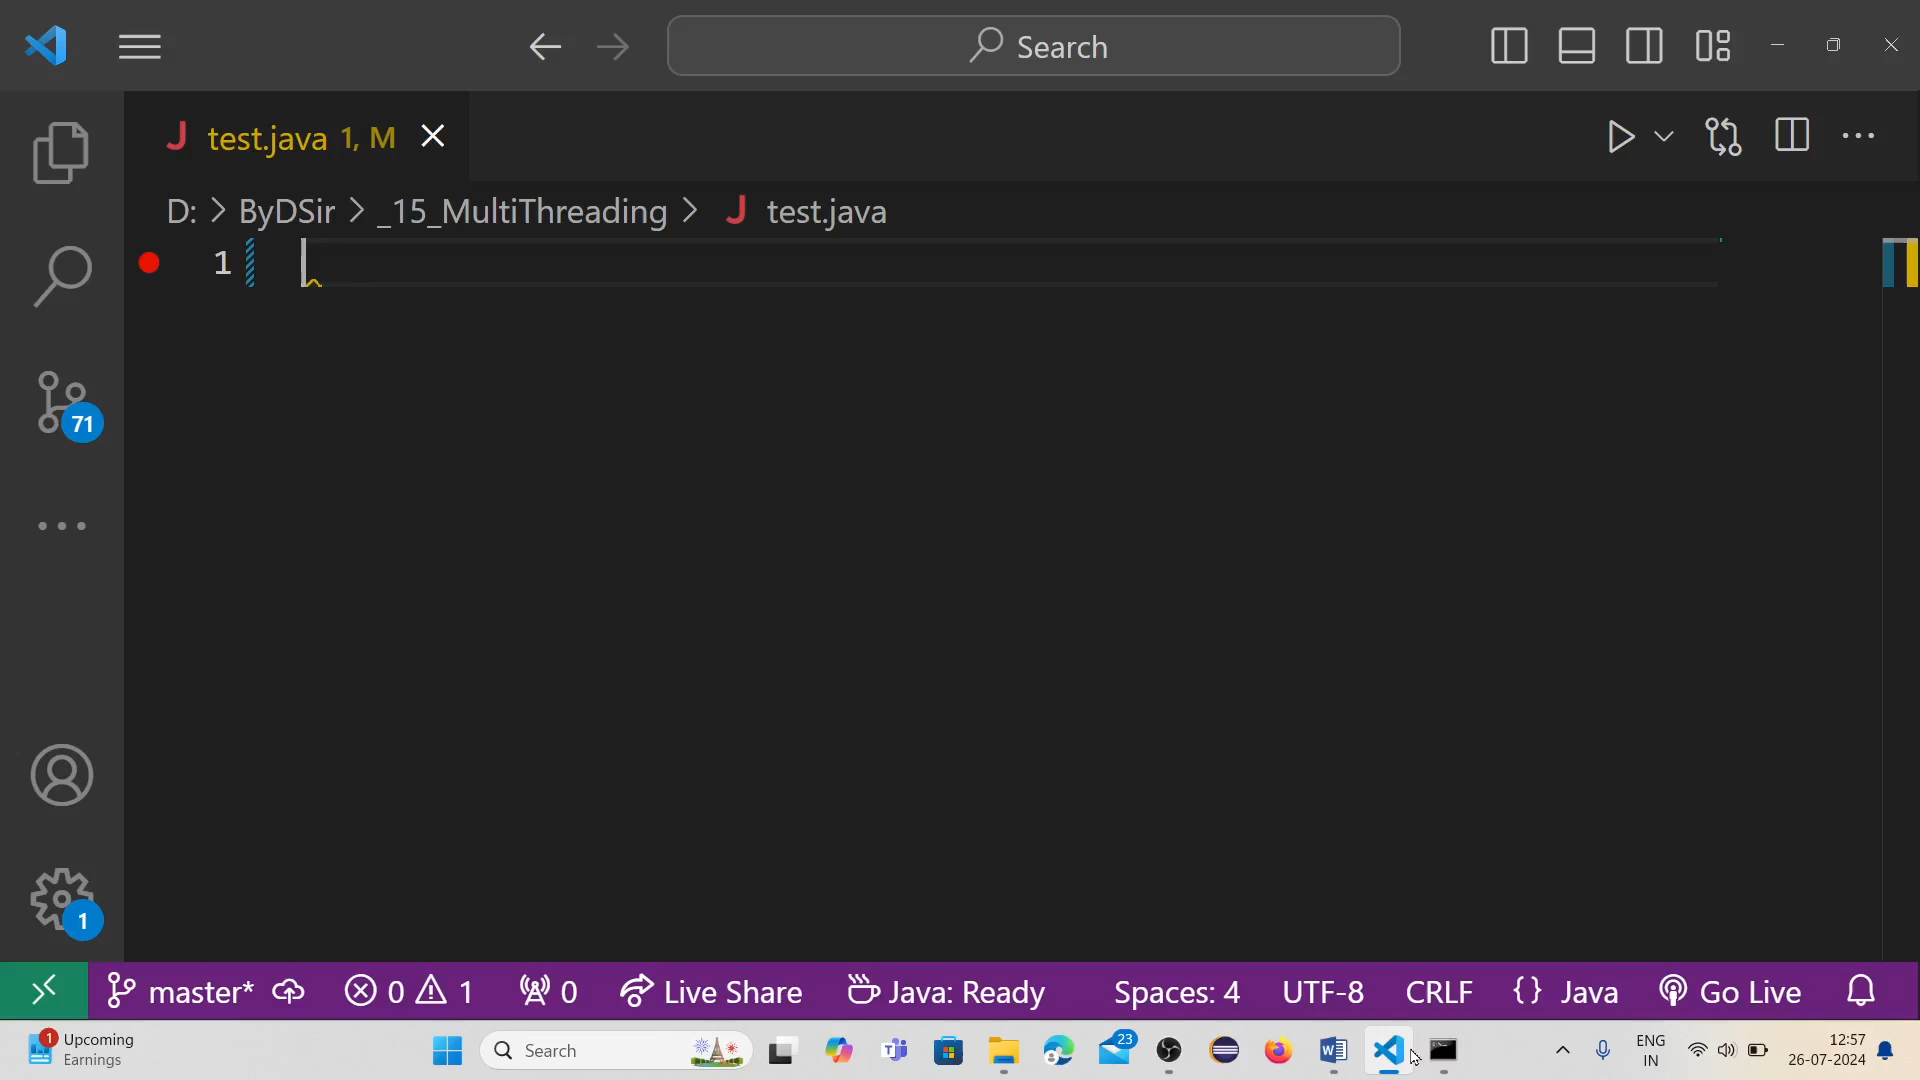 Search
J test.java 1, M
D: > ByDSir > _15_MultiThreading > J test.java
1
71
1
master* 0 1 0 Live Share Java: Ready Spaces: 4 UTF-8 CRLF {} Java Go Live
1 Upcoming
Earnings
Search
23
ENG
IN
12:57
26-07-2024